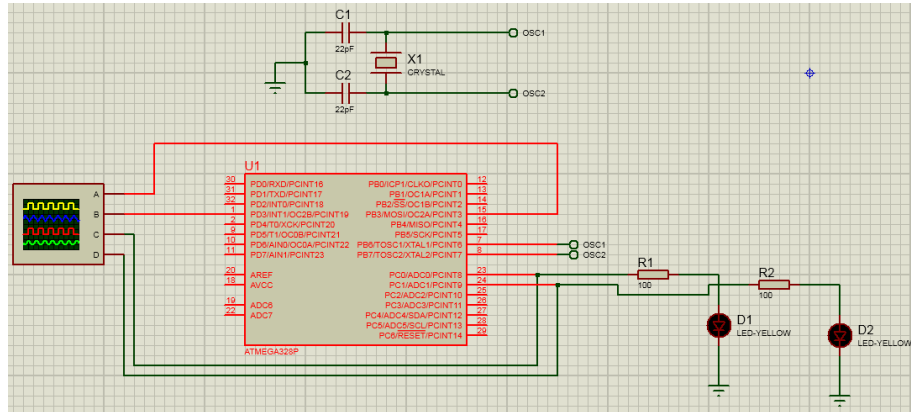 C1
22pF
OSC1
X1
CRYSTAL
C2
22pF
OSC2
U1
A
B
C
D
30 PD0/RXD/PCINT16 PB0/ICP1/CLKO/PCINT0 12
31 PD1/TXD/PCINT17 PB1/OC1A/PCINT1 13
32 PD2/INT0/PCINT18 PB2/SS/OC1B/PCINT2 14
1 PD3/INT1/OC2B/PCINT19 PB3/MOSI/OC2A/PCINT3 15
2 PD4/T0/XCK/PCINT20 PB4/MISO/PCINT4 16
9 PD5/T1/OC0B/PCINT21 PB5/SCK/PCINT5 17
10 PD6/AIN0/OC0A/PCINT22 PB6/TOSC1/XTAL1/PCINT6 7 OSC1
11 PD7/AIN1/PCINT23 PB7/TOSC2/XTAL2/PCINT7 8 OSC2
20 AREF PC0/ADC0/PCINT8 23
18 AVCC PC1/ADC1/PCINT9 24
PC2/ADC2/PCINT10 25
19 ADC6 PC3/ADC3/PCINT11 26
22 ADC7 PC4/ADC4/SDA/PCINT12 27
PC5/ADC5/SCL/PCINT13 28
PC6/RESET/PCINT14 29
ATMEGA328P
R1
100
R2
100
D1
LED-YELLOW
D2
LED-YELLOW